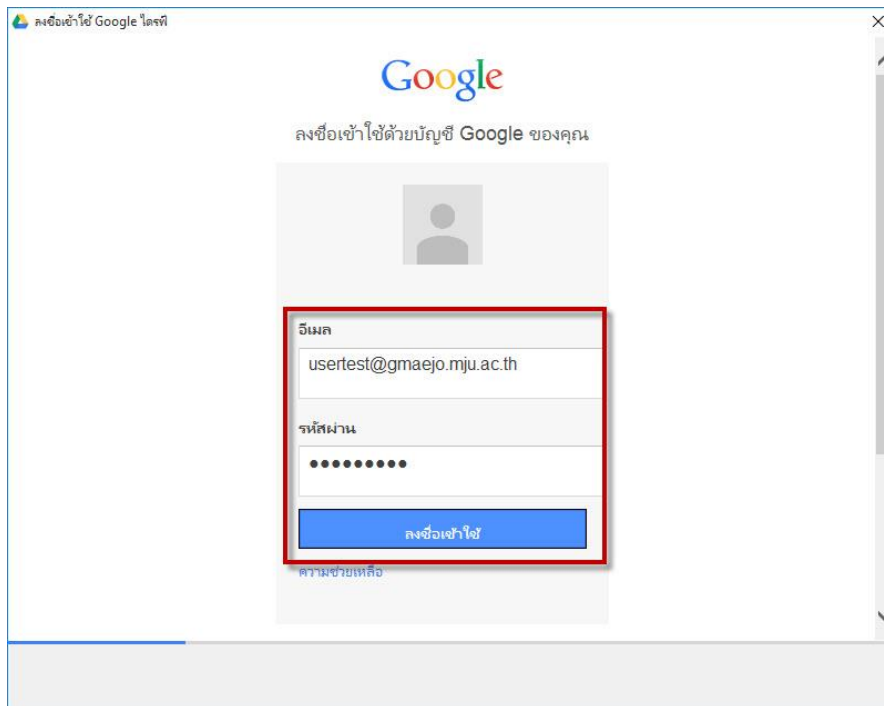 ลงชื่อเข้าใช้ Google ไดรฟ์
Google
ลงชื่อเข้าใช้ด้วยบัญชี Google ของคุณ
อีเมล
usertest@gmaejo.mju.ac.th
รหัสผ่าน
●●●●●●●●●
ลงชื่อเข้าใช้
ความช่วยเหลือ